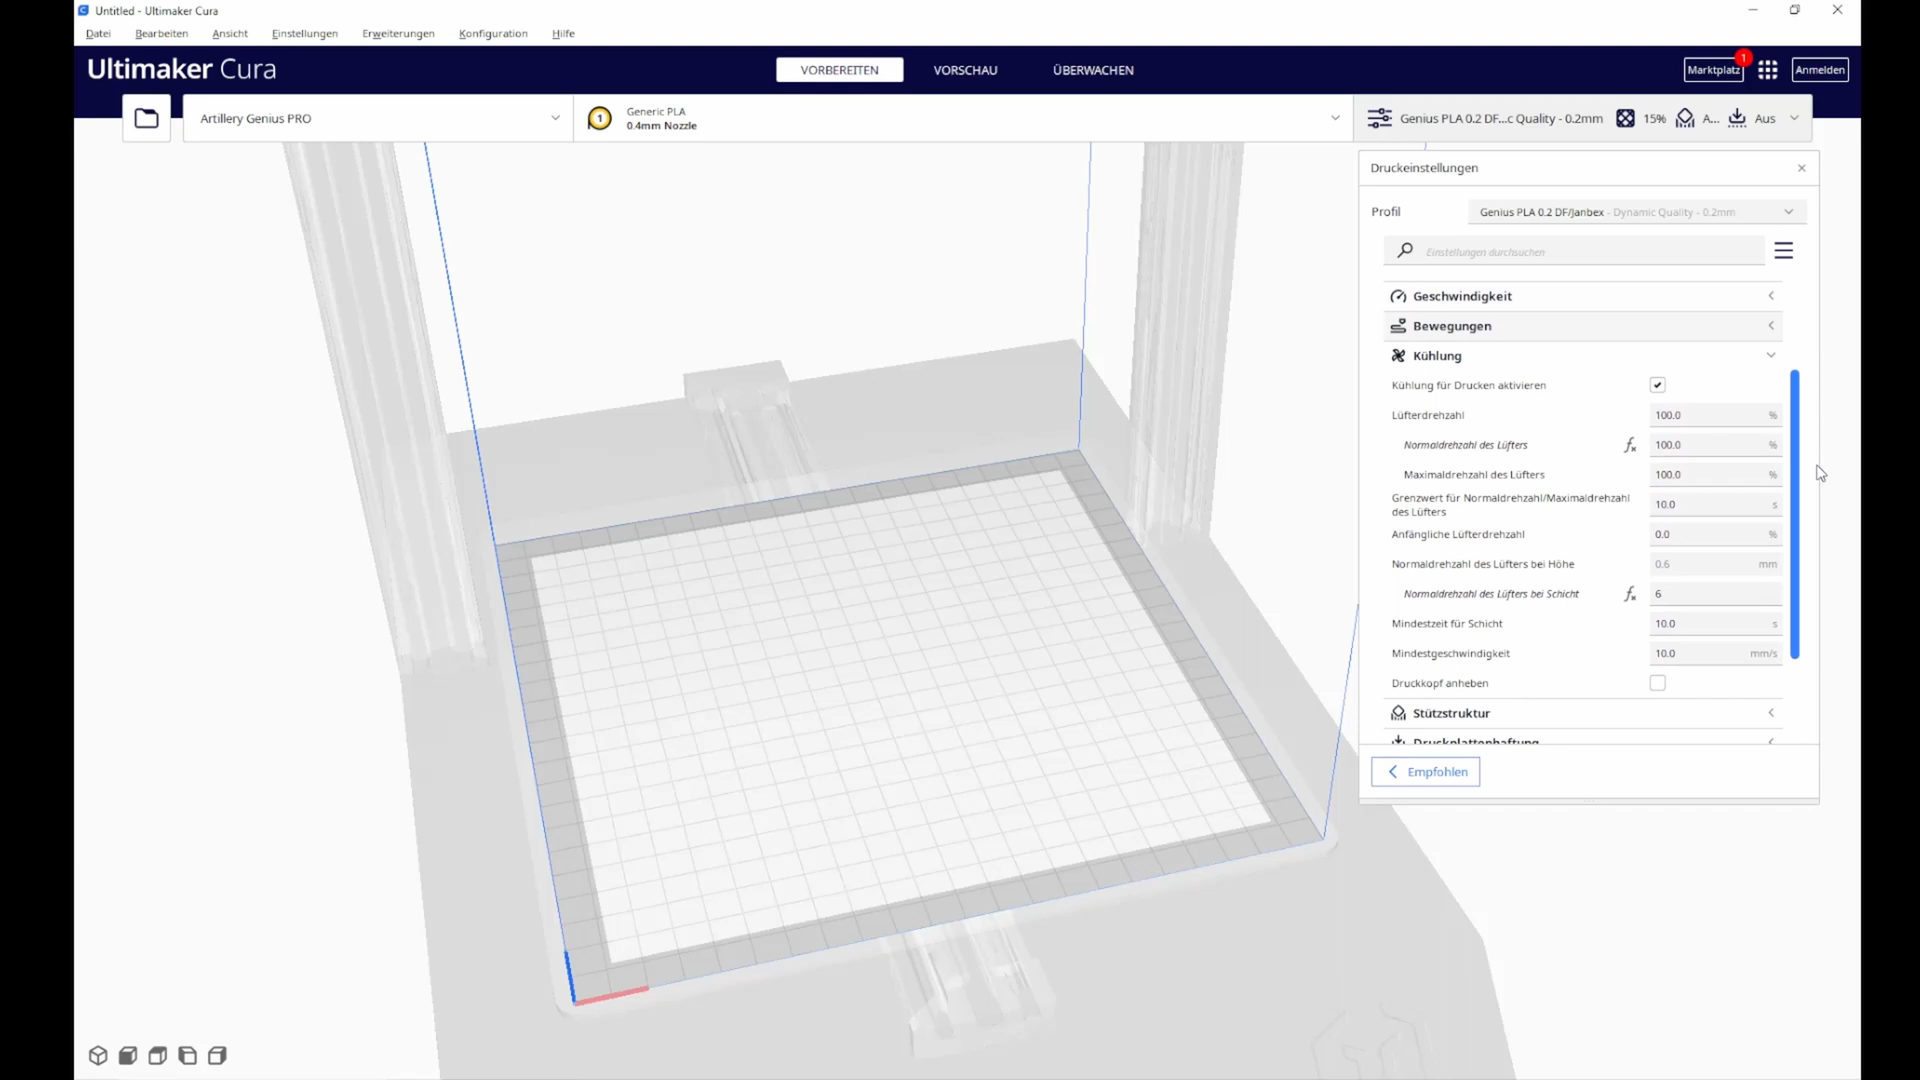 Untitled - Ultimaker Cura
Datei Bearbeiten Ansicht Einstellungen Erweiterungen Konfiguration Hilfe
Ultimaker Cura
VORBEREITEN VORSCHAU ÜBERWACHEN
Marktplatz 1 Anmelden
Artillery Genius PRO
1 Generic PLA
0.4mm Nozzle
Genius PLA 0.2 DF...c Quality - 0.2mm 15% A... Aus
Druckeinstellungen
Profil Genius PLA 0.2 DF/Janbex - Dynamic Quality - 0.2mm
Einstellungen durchsuchen
Geschwindigkeit
Bewegungen
Kühlung
Kühlung für Drucken aktivieren
Lüfterdrehzahl 100.0 %
Normaldrehzahl des Lüfters 100.0 %
Maximaldrehzahl des Lüfters 100.0 %
Grenzwert für Normaldrehzahl/Maximaldrehzahl
des Lüfters 10.0 s
Anfängliche Lüfterdrehzahl 0.0 %
Normaldrehzahl des Lüfters bei Höhe 0.6 mm
Normaldrehzahl des Lüfters bei Schicht 6
Mindestzeit für Schicht 10.0 s
Mindestgeschwindigkeit 10.0 mm/s
Druckkopf anheben
Stützstruktur
Druckplattenhaftung
Empfohlen